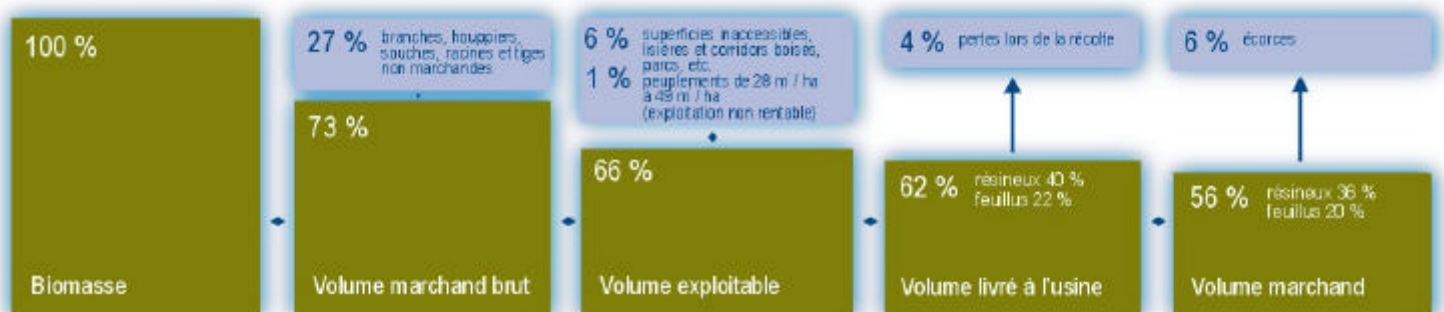 100 %
Biomasse
27 % branches, houppiers,
souches, racines et tiges
non marchandes
73 %
Volume marchand brut
6 % superficies inaccessibles,
lisières et corridors boisés,
parcs, etc.
1 % peuplements de 28 m³ / ha
à 49 m³ / ha
(exploitation non rentable)
66 %
Volume exploitable
4 % pertes lors de la récolte
62 % résineux 40 %
feuillus 22 %
Volume livré à l'usine
6 % écorces
56 % résineux 36 %
feuillus 20 %
Volume marchand